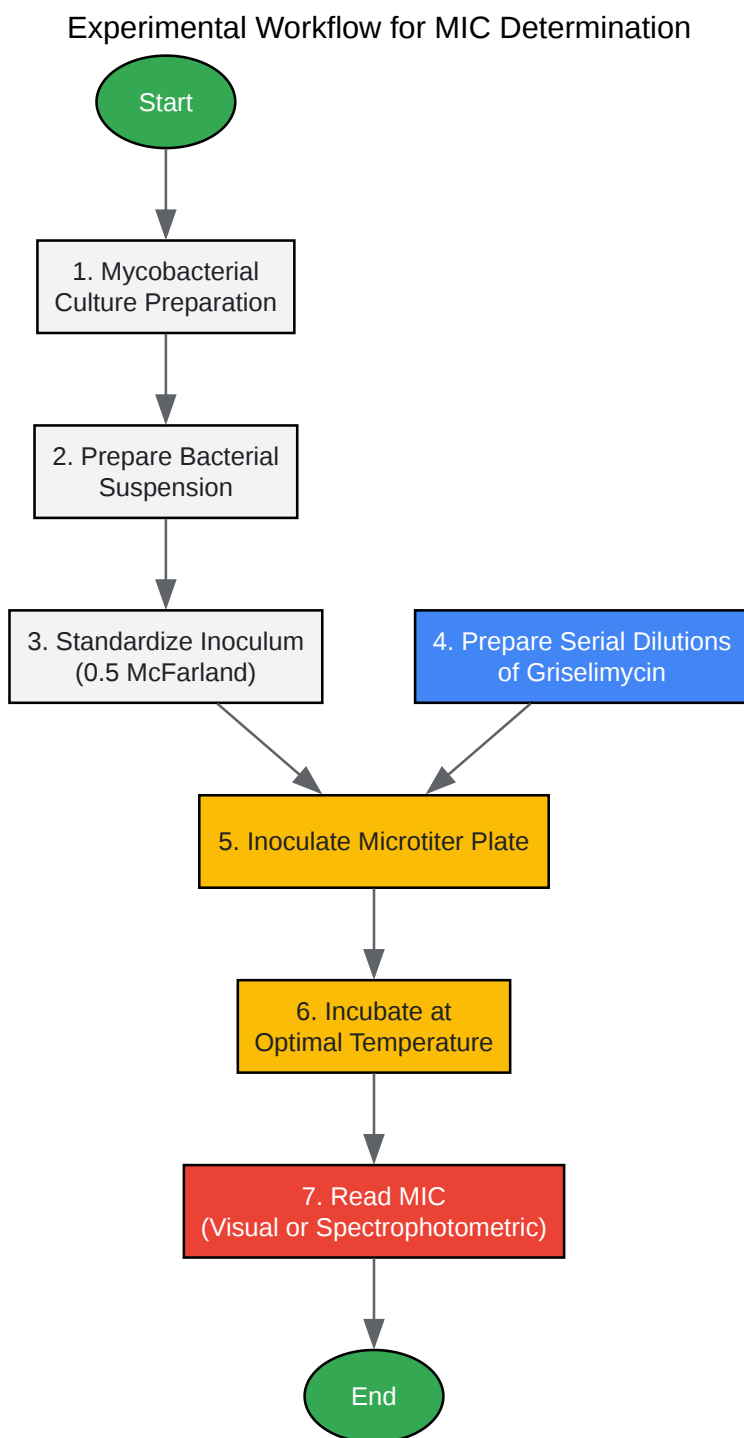 Experimental Workflow for MIC Determination
Start
1. Mycobacterial
Culture Preparation
2. Prepare Bacterial
Suspension
3. Standardize Inoculum
(0.5 McFarland)
4. Prepare Serial Dilutions
of Griselimycin
5. Inoculate Microtiter Plate
6. Incubate at
Optimal Temperature
7. Read MIC
(Visual or Spectrophotometric)
End